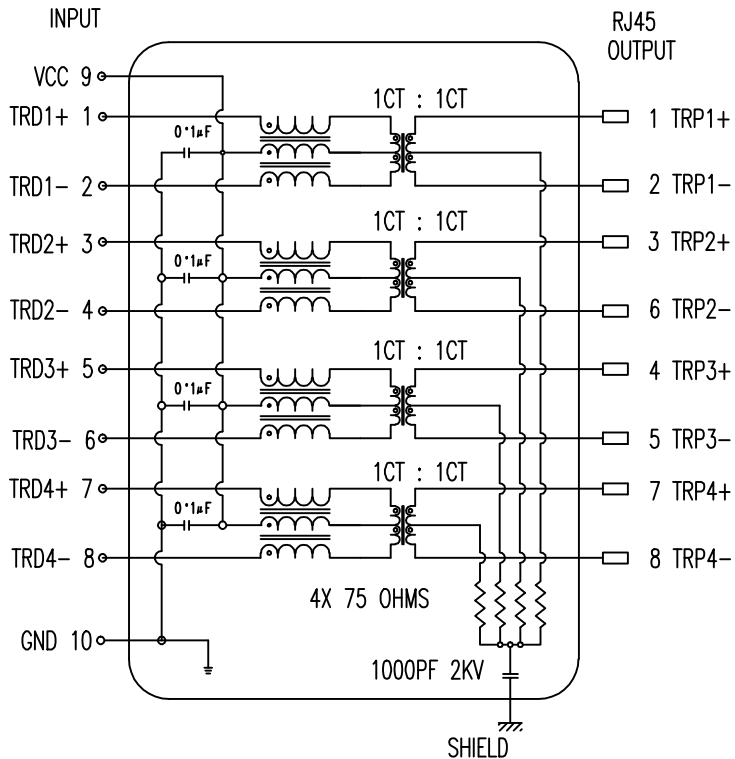 INPUT
RJ45
OUTPUT
VCC 9
1CT : 1CT
TRD1+ 1
1 TRP1+
0.1µF
TRD1- 2
2 TRP1-
1CT : 1CT
TRD2+ 3
3 TRP2+
0.1µF
TRD2- 4
6 TRP2-
1CT : 1CT
TRD3+ 5
4 TRP3+
0.1µF
TRD3- 6
5 TRP3-
1CT : 1CT
TRD4+ 7
7 TRP4+
0.1µF
TRD4- 8
8 TRP4-
4X 75 OHMS
GND 10
1000PF 2KV
SHIELD